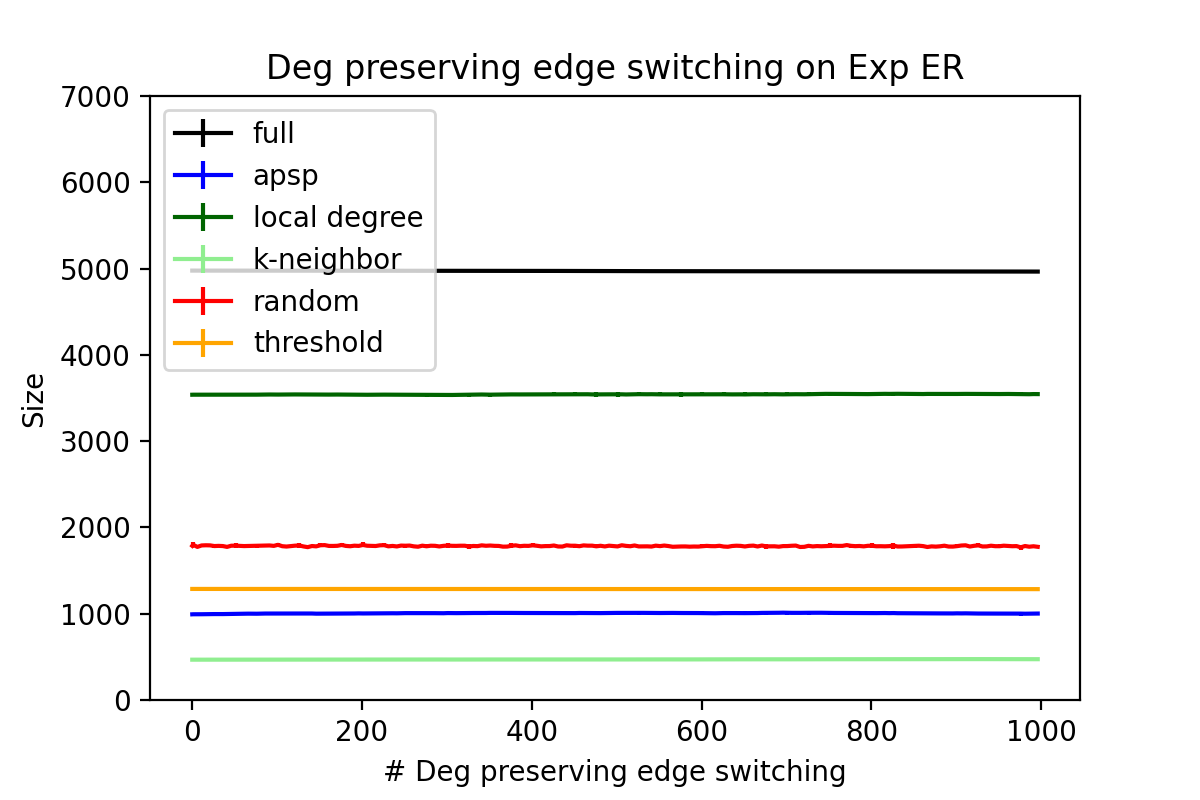 Deg preserving edge switching on Exp ER
7000
6000
5000
4000
3000
2000
1000
0
Size
full
apsp
local degree
k-neighbor
random
threshold
0 200 400 600 800 1000
# Deg preserving edge switching